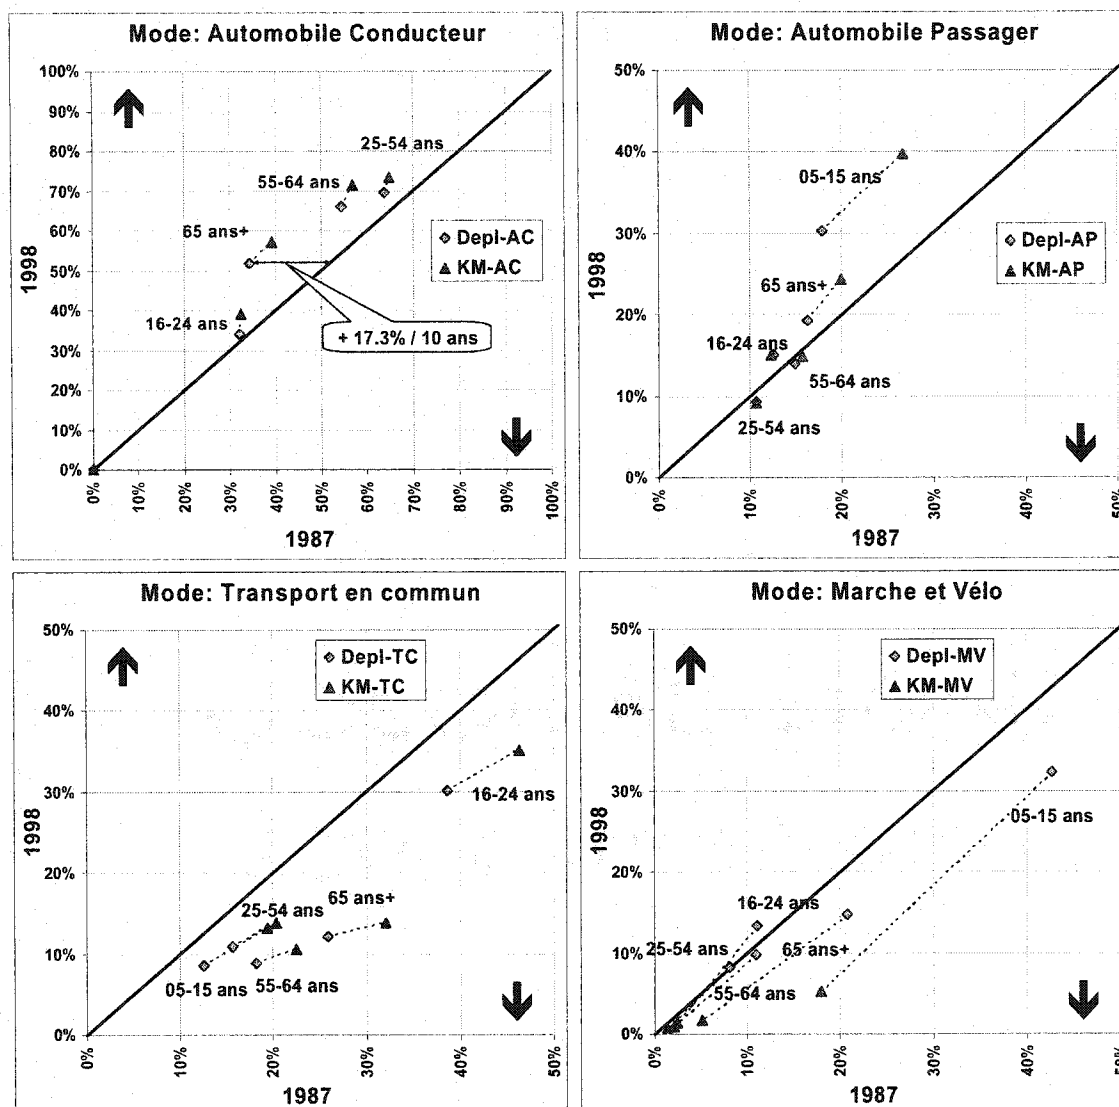 Mode: Automobile Conducteur
100%
90%
80%
70%
60%
50%
40%
30%
20%
10%
0%
1998
25-54 ans
55-64 ans
65 ans+
16-24 ans
Depl-AC
KM-AC
+ 17.3% / 10 ans
0%
10%
20%
30%
40%
50%
60%
70%
80%
90%
100%
1987
Mode: Automobile Passager
50%
40%
30%
20%
10%
0%
1998
05-15 ans
65 ans+
16-24 ans
55-64 ans
25-54 ans
Depl-AP
KM-AP
0%
10%
20%
30%
40%
50%
1987
Mode: Transport en commun
50%
40%
30%
20%
10%
0%
1998
Depl-TC
KM-TC
16-24 ans
65 ans+
25-54 ans
05-15 ans
55-64 ans
0%
10%
20%
30%
40%
50%
1987
Mode: Marche et Vélo
50%
40%
30%
20%
10%
0%
1998
Depl-MV
KM-MV
05-15 ans
16-24 ans
25-54 ans
65 ans+
55-64 ans
0%
10%
20%
30%
40%
50%
1987